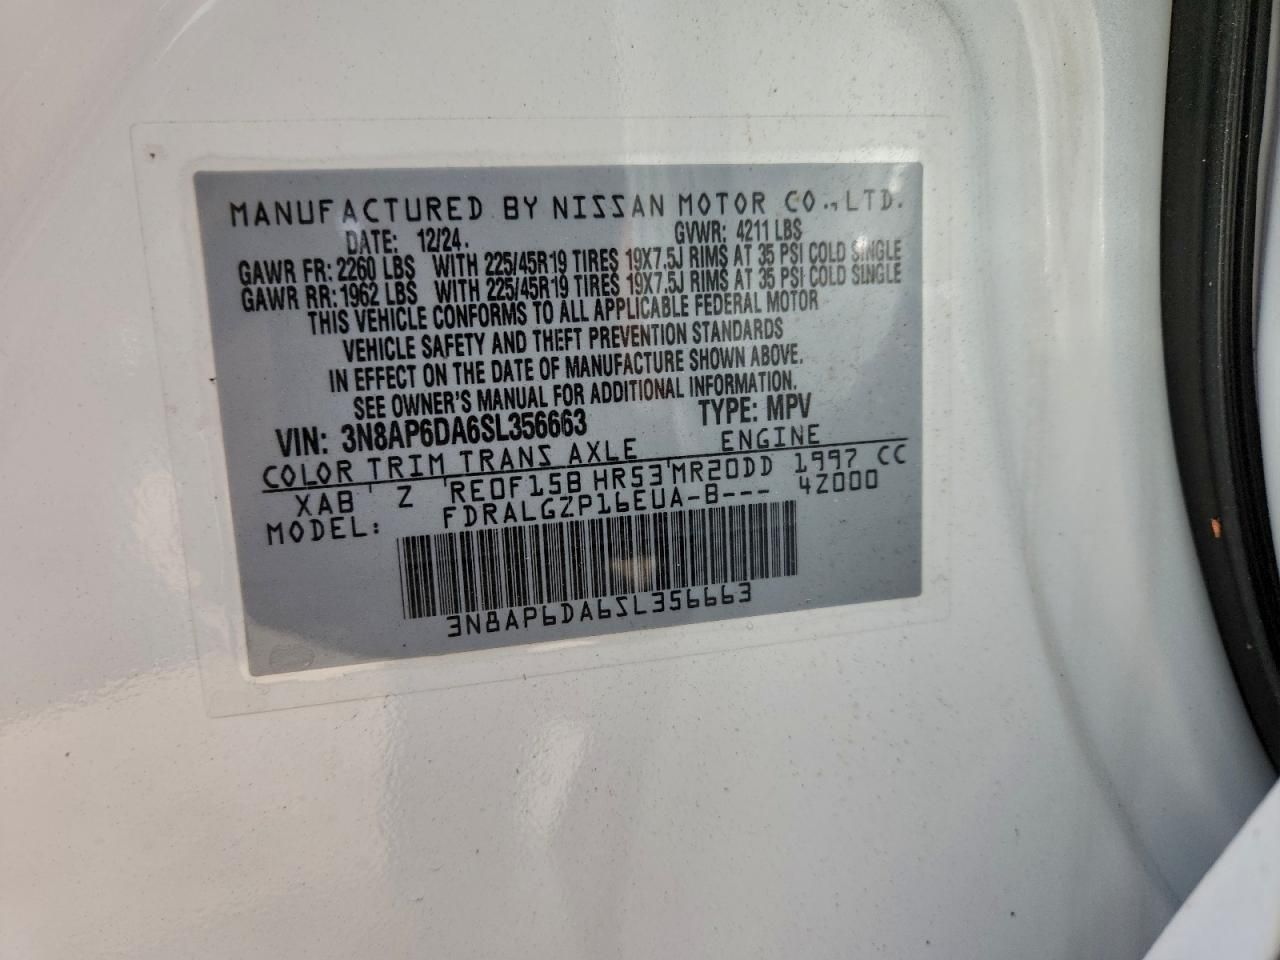 MANUFACTURED BY NISSAN MOTOR CO., LTD.
DATE: 12/24. GVWR: 4211 LBS
GAWR FR: 2260 LBS WITH 225/45R19 TIRES 19X7.5J RIMS AT 35 PSI COLD SINGLE
GAWR RR: 1962 LBS WITH 225/45R19 TIRES 19X7.5J RIMS AT 35 PSI COLD SINGLE
THIS VEHICLE CONFORMS TO ALL APPLICABLE FEDERAL MOTOR
VEHICLE SAFETY AND THEFT PREVENTION STANDARDS
IN EFFECT ON THE DATE OF MANUFACTURE SHOWN ABOVE.
SEE OWNER'S MANUAL FOR ADDITIONAL INFORMATION.
VIN: 3N8AP6DA6SL356663 TYPE: MPV
COLOR TRIM TRANS AXLE ENGINE
XAB Z RE0F15B HR53 MR20DD 1997 CC
MODEL: FDRALGZP16EUA-B--- 4Z000
3N8AP6DA6SL356663